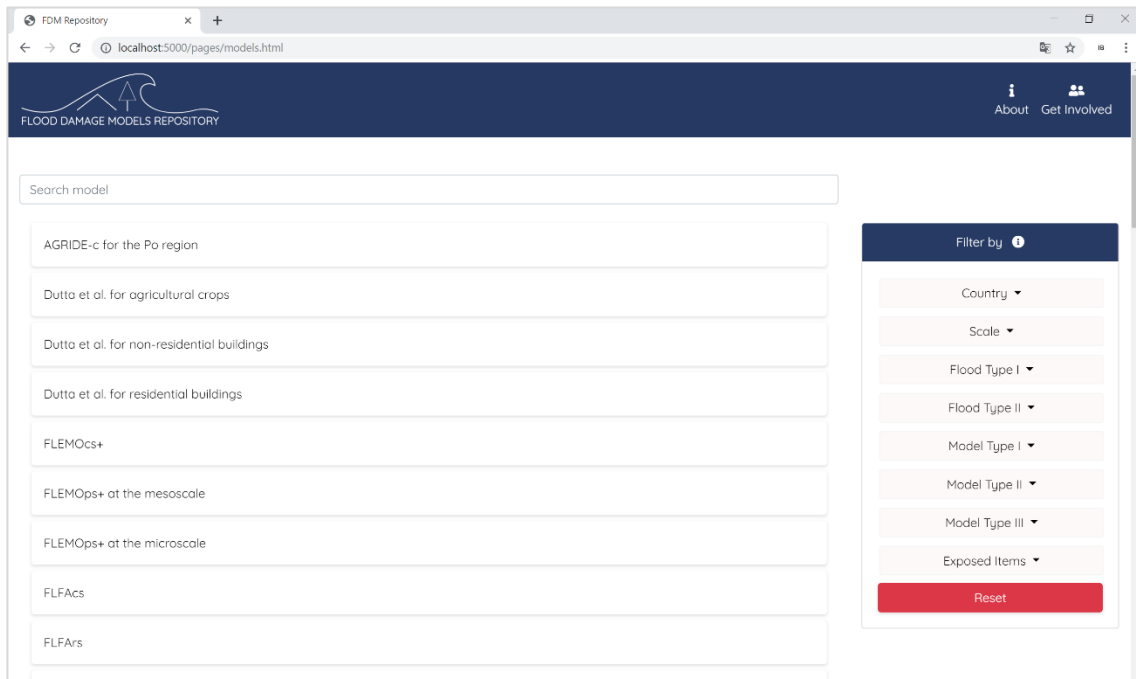 FDM Repository
localhost:5000/pages/models.html
FLOOD DAMAGE MODELS REPOSITORY
About Get Involved
Search model
AGRIDE-c for the Po region
Dutta et al. for agricultural crops
Dutta et al. for non-residential buildings
Dutta et al. for residential buildings
FLEMOcs+
FLEMOps+ at the mesoscale
FLEMOps+ at the microscale
FLFAcs
FLFArs
Filter by
Country
Scale
Flood Type I
Flood Type II
Model Type I
Model Type II
Model Type III
Exposed Items
Reset